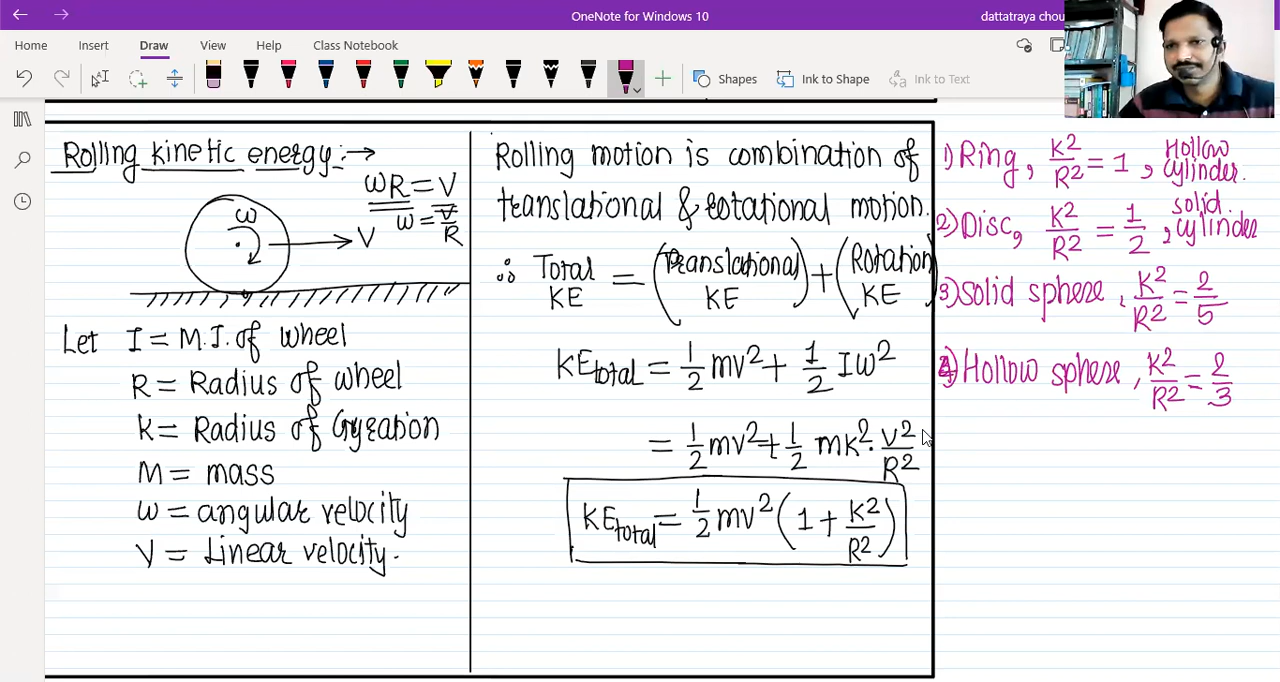 OneNote for Windows 10
dattatraya chou
Home Insert Draw View Help Class Notebook
Shapes Ink to Shape Ink to Text
Rolling kinetic energy:→
ωR = V
ω = V/R
ω
V
Let I = M.I. of wheel
R = Radius of wheel
K = Radius of Gyration
M = mass
ω = angular velocity
V = Linear velocity.
Rolling motion is combination of
translational & rotational motion.
∴ Total KE = (Translational KE) + (Rotation KE)
KE total = 1/2 mv² + 1/2 Iω²
= 1/2 mv² + 1/2 mk² · V²/R²
KE total = 1/2 mv² (1 + K²/R²)
1) Ring, K²/R² = 1, Hollow cylinder.
2) Disc, K²/R² = 1/2, solid cylinder
3) Solid sphere, K²/R² = 2/5
4) Hollow sphere, K²/R² = 2/3